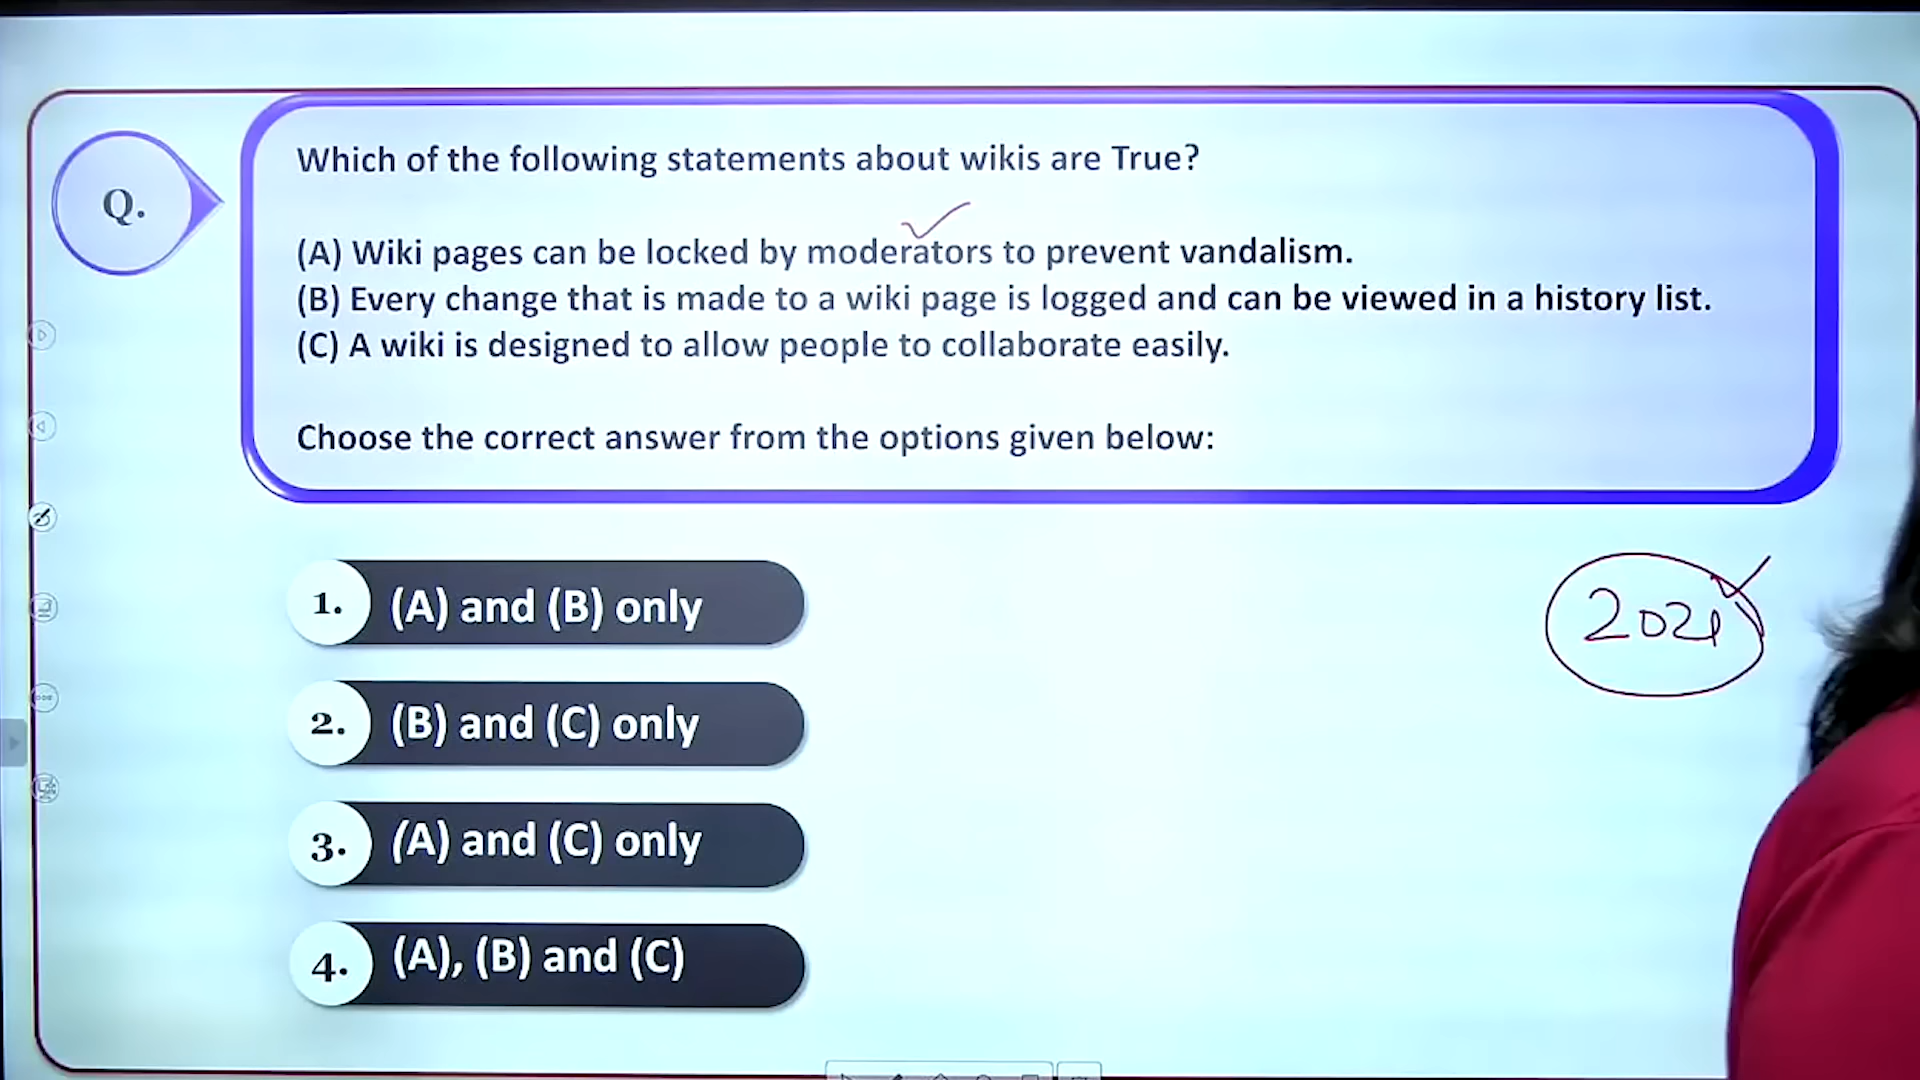 Q.
Which of the following statements about wikis are True?
(A) Wiki pages can be locked by moderators to prevent vandalism.
(B) Every change that is made to a wiki page is logged and can be viewed in a history list.
(C) A wiki is designed to allow people to collaborate easily.
Choose the correct answer from the options given below:
1. (A) and (B) only
2. (B) and (C) only
3. (A) and (C) only
4. (A), (B) and (C)
2021